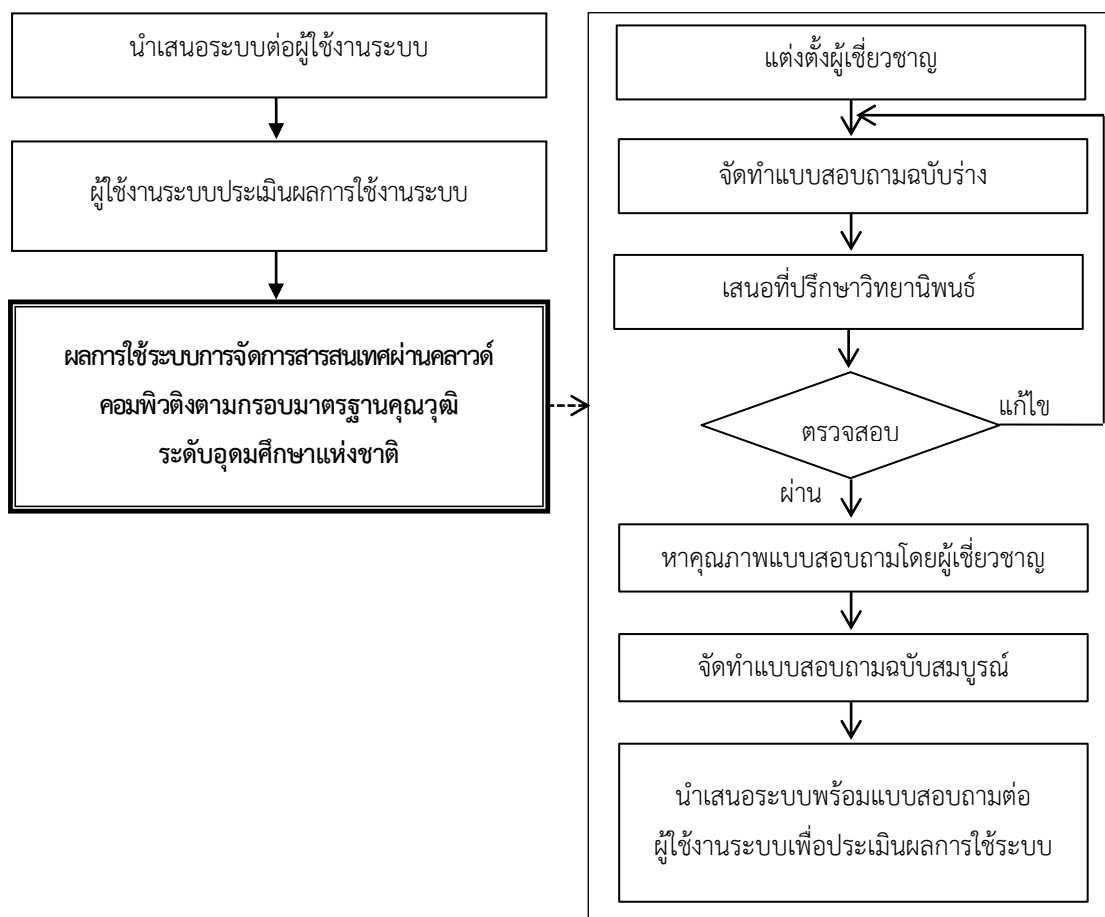 นำเสนอระบบต่อผู้ใช้งานระบบ
ผู้ใช้งานระบบประเมินผลการใช้งานระบบ
ผลการใช้ระบบการจัดการสารสนเทศผ่านคลาวด์
คอมพิวติงตามกรอบมาตรฐานคุณวุฒิ
ระดับอุดมศึกษาแห่งชาติ
แต่งตั้งผู้เชี่ยวชาญ
จัดทำแบบสอบถามฉบับร่าง
เสนอที่ปรึกษาวิทยานิพนธ์
ตรวจสอบ
แก้ไข
ผ่าน
หาคุณภาพแบบสอบถามโดยผู้เชี่ยวชาญ
จัดทำแบบสอบถามฉบับสมบูรณ์
นำเสนอระบบพร้อมแบบสอบถามต่อ
ผู้ใช้งานระบบเพื่อประเมินผลการใช้ระบบ